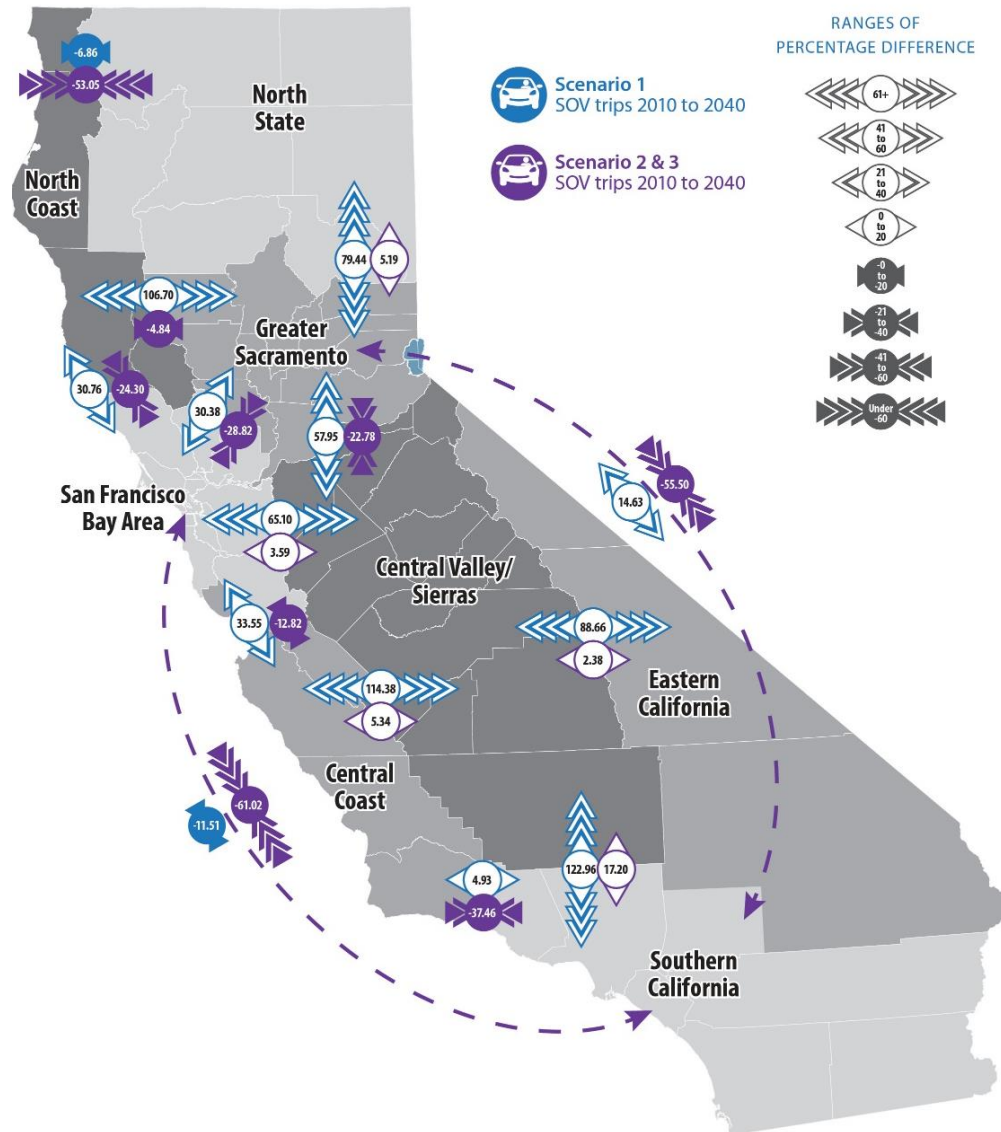 RANGES OF
PERCENTAGE DIFFERENCE
61+
41
to
60
21
to
40
0
to
20
-0
to
-20
-21
to
-40
-41
to
-60
Under
-60
Scenario 1
SOV trips 2010 to 2040
Scenario 2 & 3
SOV trips 2010 to 2040
-6.86
-53.05
North
State
North
Coast
79.44
5.19
106.70
-4.84
Greater
Sacramento
30.76
-24.30
30.38
-28.82
57.95
-22.78
14.63
-55.50
San Francisco
Bay Area
65.10
3.59
Central Valley/
Sierras
33.55
-12.82
88.66
2.38
Eastern
California
114.38
5.34
Central
Coast
-61.02
-11.51
4.93
-37.46
122.96
17.20
Southern
California